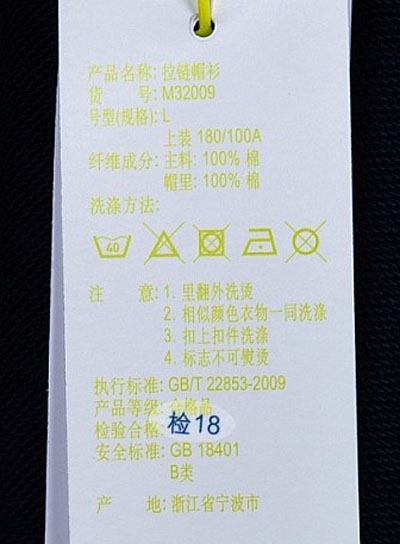 产品名称: 拉链帽衫
货 号: M32009
号型(规格): L
上装 180/100A
纤维成分: 主料: 100% 棉
帽里: 100% 棉
洗涤方法:
40
注 意: 1. 里翻外洗烫
2. 相似颜色衣物一同洗涤
3. 扣上扣件洗涤
4. 标志不可熨烫
执行标准: GB/T 22853-2009
产品等级: 合格品
检验合格: 检18
安全标准: GB 18401
B类
产 地: 浙江省宁波市